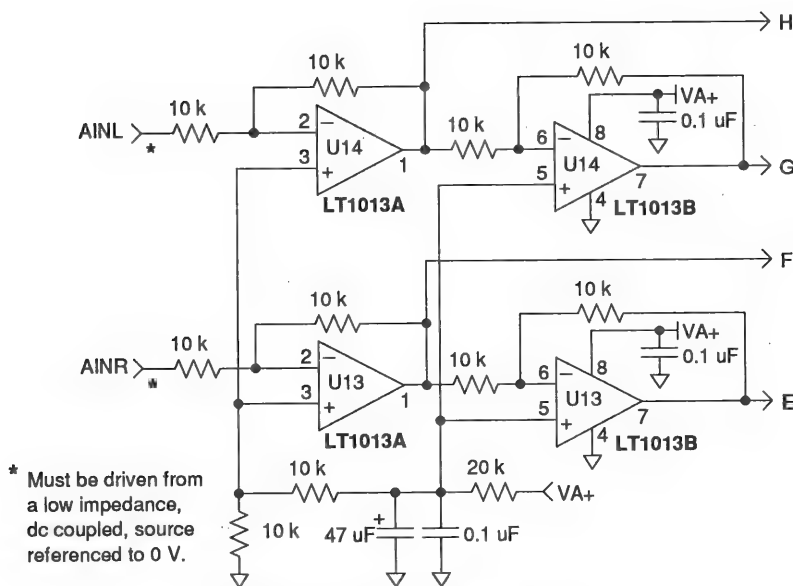 H
10 k
10 k
10 k
VA+
AINL
*
2
−
10 k
8
0.1 uF
6
−
3
U14
1
5
U14
G
+
+
7
4
LT1013A
LT1013B
F
10 k
10 k
10 k
VA+
AINR
*
2
−
10 k
8
0.1 uF
6
−
3
U13
1
5
U13
E
+
+
7
4
LT1013A
LT1013B
* Must be driven from
a low impedance,
dc coupled, source
referenced to 0 V.
10 k
20 k
VA+
10 k
+
47 uF
0.1 uF